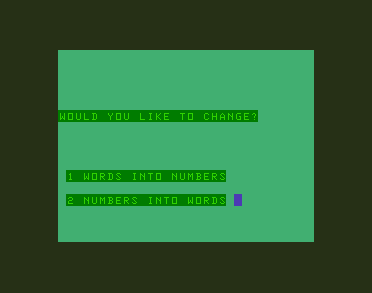 WOULD YOU LIKE TO CHANGE?
1 WORDS INTO NUMBERS
2 NUMBERS INTO WORDS